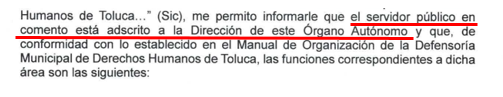 Humanos de Toluca..." (Sic), me permito informarle que el servidor público en
comento está adscrito a la Dirección de este Órgano Autónomo y que, de
conformidad con lo establecido en el Manual de Organización de la Defensoría
Municipal de Derechos Humanos de Toluca, las funciones correspondientes a dicha
área son las siguientes: